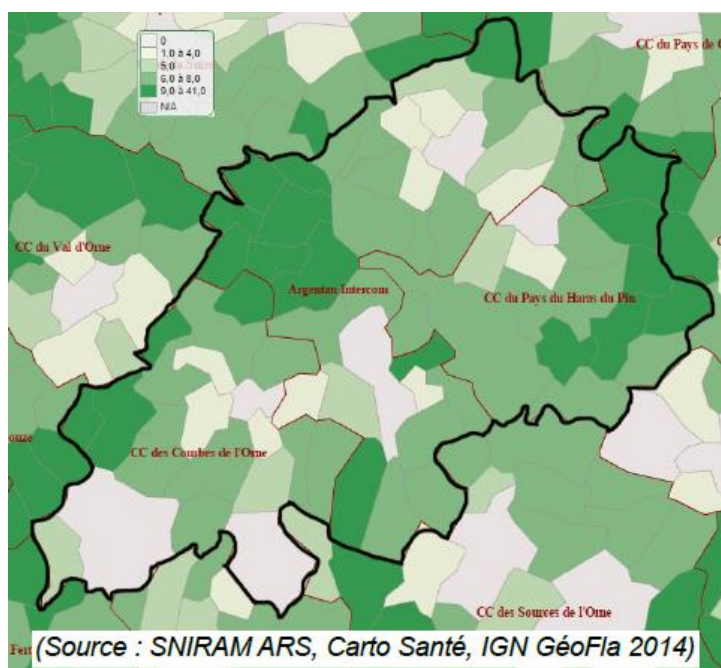 0
1,0 à 4,0
5,0
6,0 à 8,0
9,0 à 41,0
N/A
CC du Pays de
CC du Val d'Orne
Argentan Intercom
CC du Pays du Haras du Pin
CC des Courbes de l'Orne
CC des Sources de l'Orne
(Source : SNIRAM ARS, Carto Santé, IGN GéoFla 2014)